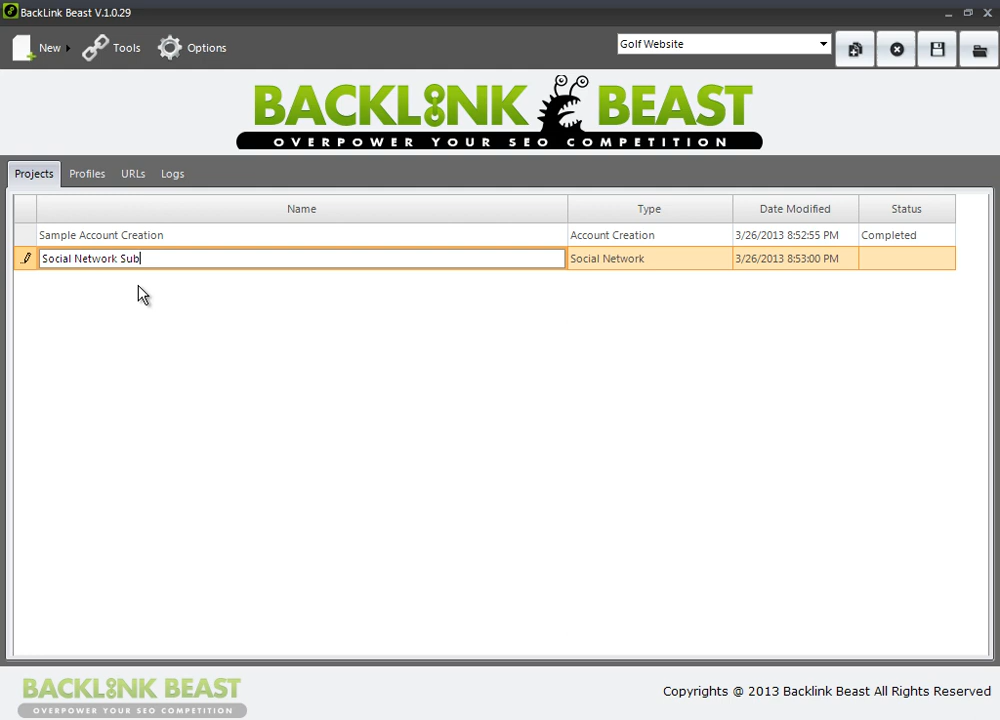 BackLink Beast V.1.0.29
New Tools Options Golf Website
BACKLINK BEAST
OVERPOWER YOUR SEO COMPETITION
Projects Profiles URLs Logs
Name Type Date Modified Status
Sample Account Creation Account Creation 3/26/2013 8:52:55 PM Completed
Social Network Sub Social Network 3/26/2013 8:53:00 PM
BACKLINK BEAST
OVERPOWER YOUR SEO COMPETITION
Copyrights @ 2013 Backlink Beast All Rights Reserved